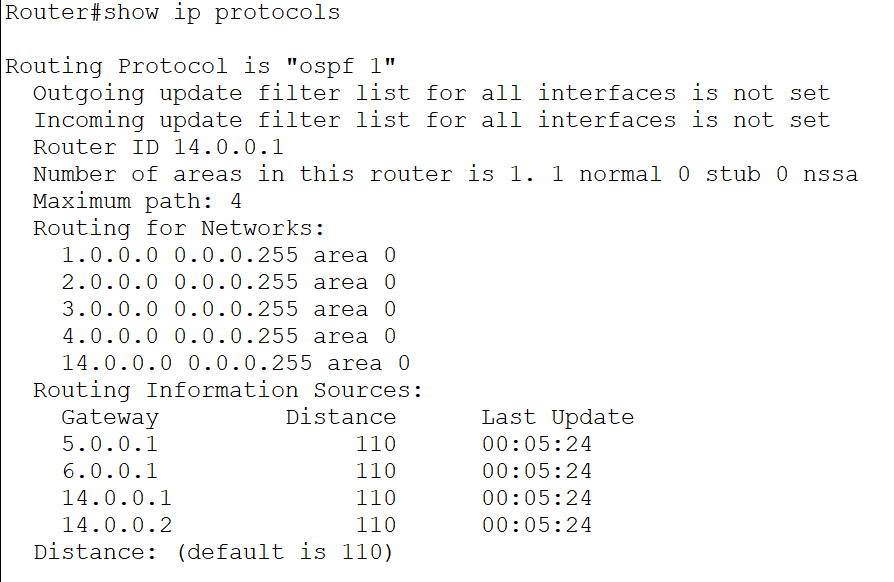 Router#show ip protocols
Routing Protocol is "ospf 1"
Outgoing update filter list for all interfaces is not set
Incoming update filter list for all interfaces is not set
Router ID 14.0.0.1
Number of areas in this router is 1. 1 normal 0 stub 0 nssa
Maximum path: 4
Routing for Networks:
1.0.0.0 0.0.0.255 area 0
2.0.0.0 0.0.0.255 area 0
3.0.0.0 0.0.0.255 area 0
4.0.0.0 0.0.0.255 area 0
14.0.0.0 0.0.0.255 area 0
Routing Information Sources:
Gateway Distance Last Update
5.0.0.1 110 00:05:24
6.0.0.1 110 00:05:24
14.0.0.1 110 00:05:24
14.0.0.2 110 00:05:24
Distance: (default is 110)